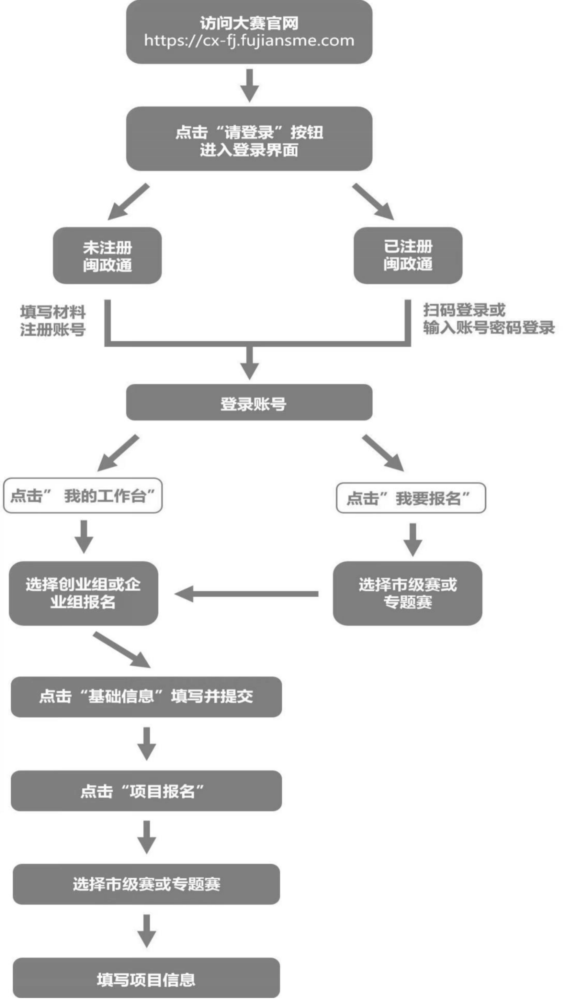 访问大赛官网
https://cx-fj.fujiansme.com
点击“请登录”按钮
进入登录界面
未注册
闽政通
已注册
闽政通
填写材料
注册账号
扫码登录或
输入账号密码登录
登录账号
点击” 我的工作台”
点击” 我要报名”
选择创业组或企
业组报名
选择市级赛或
专题赛
点击“基础信息”填写并提交
点击“项目报名”
选择市级赛或专题赛
填写项目信息